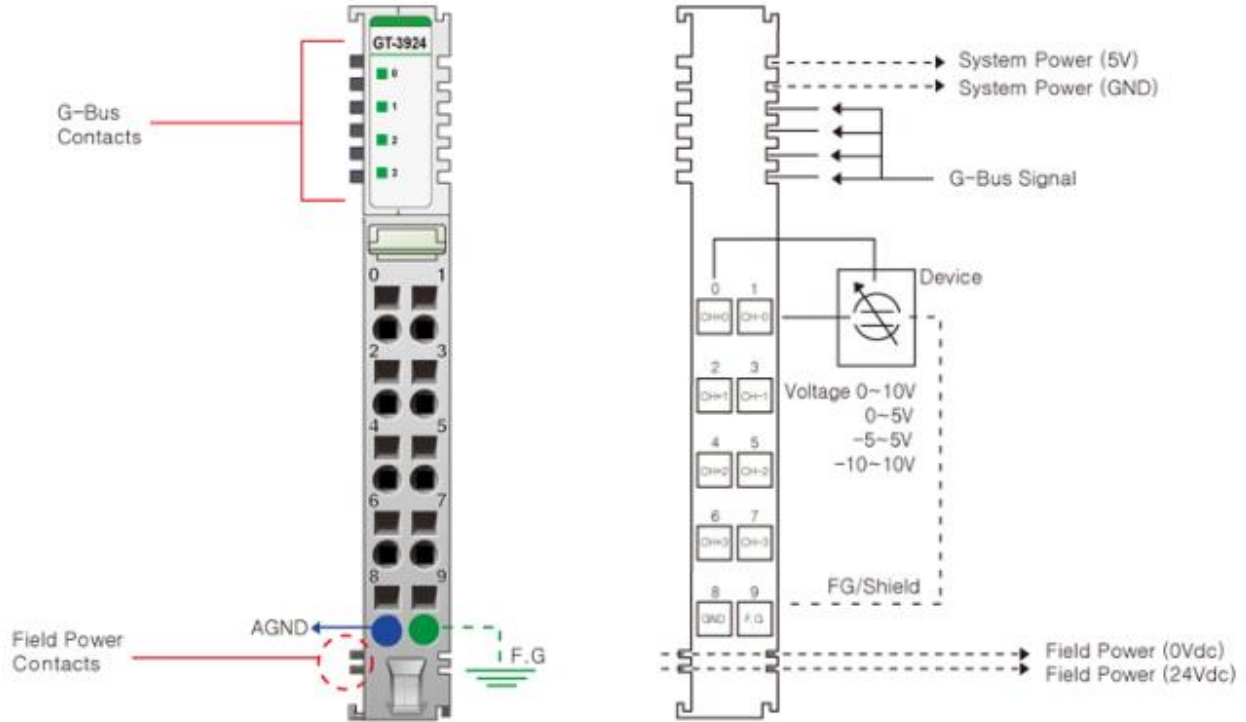 GT-3924
0
1
2
3
G-Bus
Contacts
0 1
2 3
4 5
6 7
8 9
AGND
F.G
Field Power
Contacts
System Power (5V)
System Power (GND)
G-Bus Signal
Device
0 1
CH+0 CH-0
2 3
CH+1 CH-1
Voltage 0~10V
0~5V
-5~5V
-10~10V
4 5
CH+2 CH-2
6 7
CH+3 CH-3
FG/Shield
8 9
GND F.G
Field Power (0Vdc)
Field Power (24Vdc)